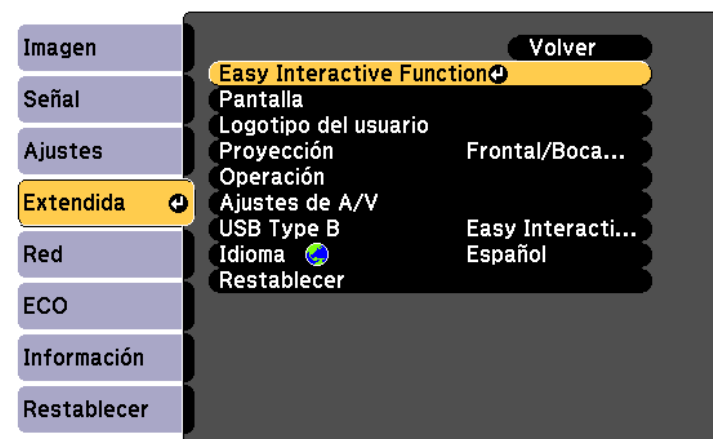 Imagen
Señal
Ajustes
Extendida
Red
ECO
Información
Restablecer
Volver
Easy Interactive Function
Pantalla
Logotipo del usuario
Proyección Frontal/Boca...
Operación
Ajustes de A/V
USB Type B Easy Interacti...
Idioma Español
Restablecer